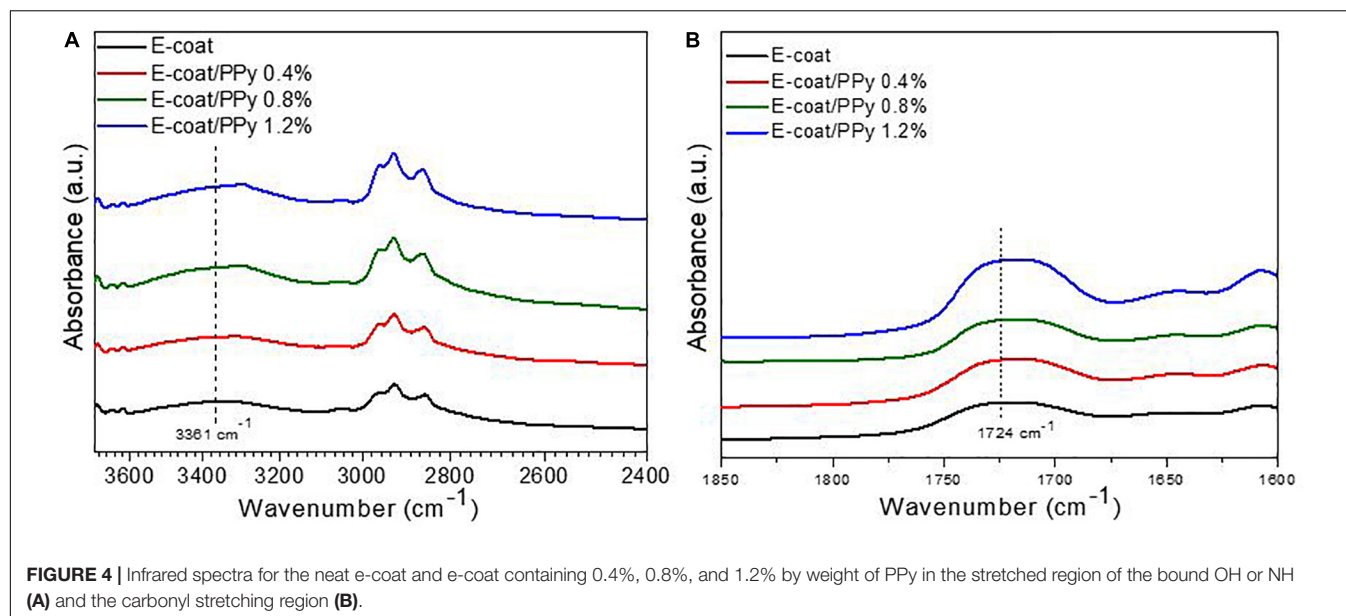 A
E-coat
E-coat/PPy 0.4%
E-coat/PPy 0.8%
E-coat/PPy 1.2%
Absorbance (a.u.)
3361 cm⁻¹
3600 3400 3200 3000 2800 2600 2400
Wavenumber (cm⁻¹)
B
E-coat
E-coat/PPy 0.4%
E-coat/PPy 0.8%
E-coat/PPy 1.2%
Absorbance (a.u.)
1724 cm⁻¹
1850 1800 1750 1700 1650 1600
Wavenumber (cm⁻¹)
FIGURE 4 | Infrared spectra for the neat e-coat and e-coat containing 0.4%, 0.8%, and 1.2% by weight of PPy in the stretched region of the bound OH or NH
(A) and the carbonyl stretching region (B).